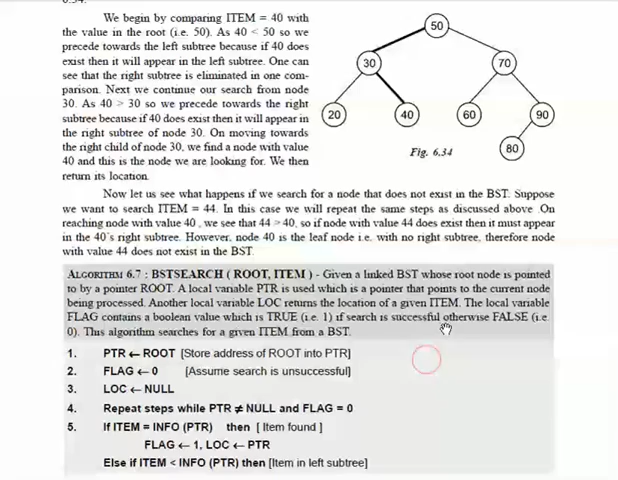 We begin by comparing ITEM = 40 with
the value in the root (i.e. 50). As 40 < 50 so we
precede towards the left subtree because if 40 does
exist then it will appear in the left subtree. One can
see that the right subtree is eliminated in one com-
parison. Next we continue our search from node
30. As 40 > 30 so we precede towards the right
subtree because if 40 does exist then it will appear in
the right subtree of node 30. On moving towards
the right child of node 30, we find a node with value
40 and this is the node we are looking for. We then
return its location.
50
30
70
20
40
60
90
80
Fig. 6.34
Now let us see what happens if we search for a node that does not exist in the BST. Suppose
we want to search ITEM = 44. In this case we will repeat the same steps as discussed above. On
reaching node with value 40 , we see that 44 > 40, so if node with value 44 does exist then it must appear
in the 40's right subtree. However, node 40 is the leaf node i.e. with no right subtree, therefore node
with value 44 does not exist in the BST.
ALGORITHM 6.7 : BSTSEARCH ( ROOT, ITEM ) - Given a linked BST whose root node is pointed
to by a pointer ROOT. A local variable PTR is used which is a pointer that points to the current node
being processed. Another local variable LOC returns the location of a given ITEM. The local variable
FLAG contains a boolean value which is TRUE (i.e. 1) if search is successful otherwise FALSE (i.e.
0). This algorithm searches for a given ITEM from a BST.
1. PTR ← ROOT [Store address of ROOT into PTR]
2. FLAG ← 0 [Assume search is unsuccessful]
3. LOC ← NULL
4. Repeat steps while PTR ≠ NULL and FLAG = 0
5. If ITEM = INFO (PTR) then [ Item found ]
FLAG ← 1, LOC ← PTR
Else if ITEM < INFO (PTR) then [Item in left subtree]